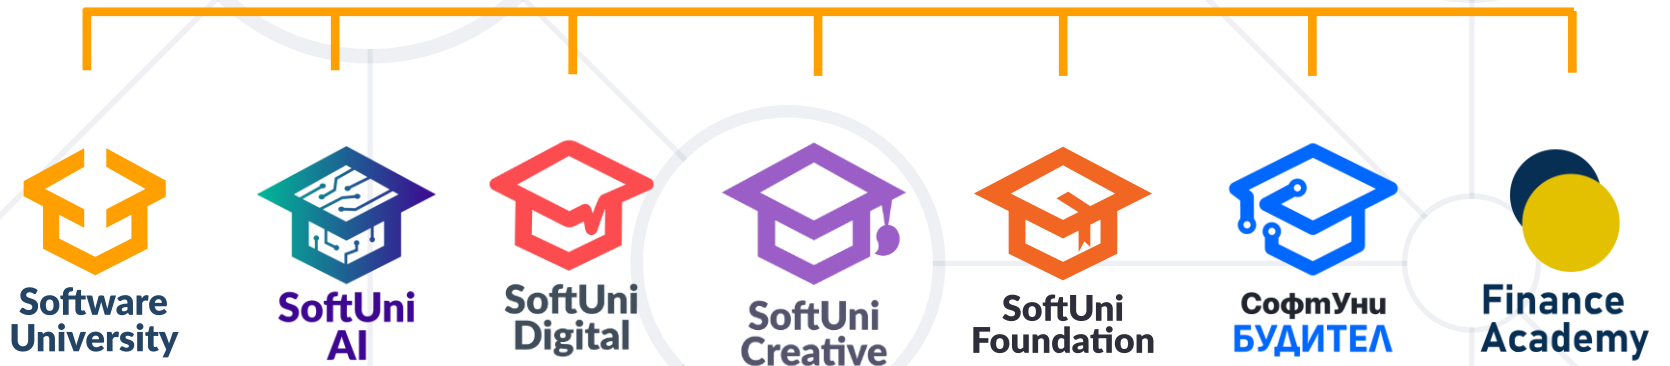 Software
University
SoftUni
AI
SoftUni
Digital
SoftUni
Creative
SoftUni
Foundation
СофтУни
БУДИТЕЛ
Finance
Academy